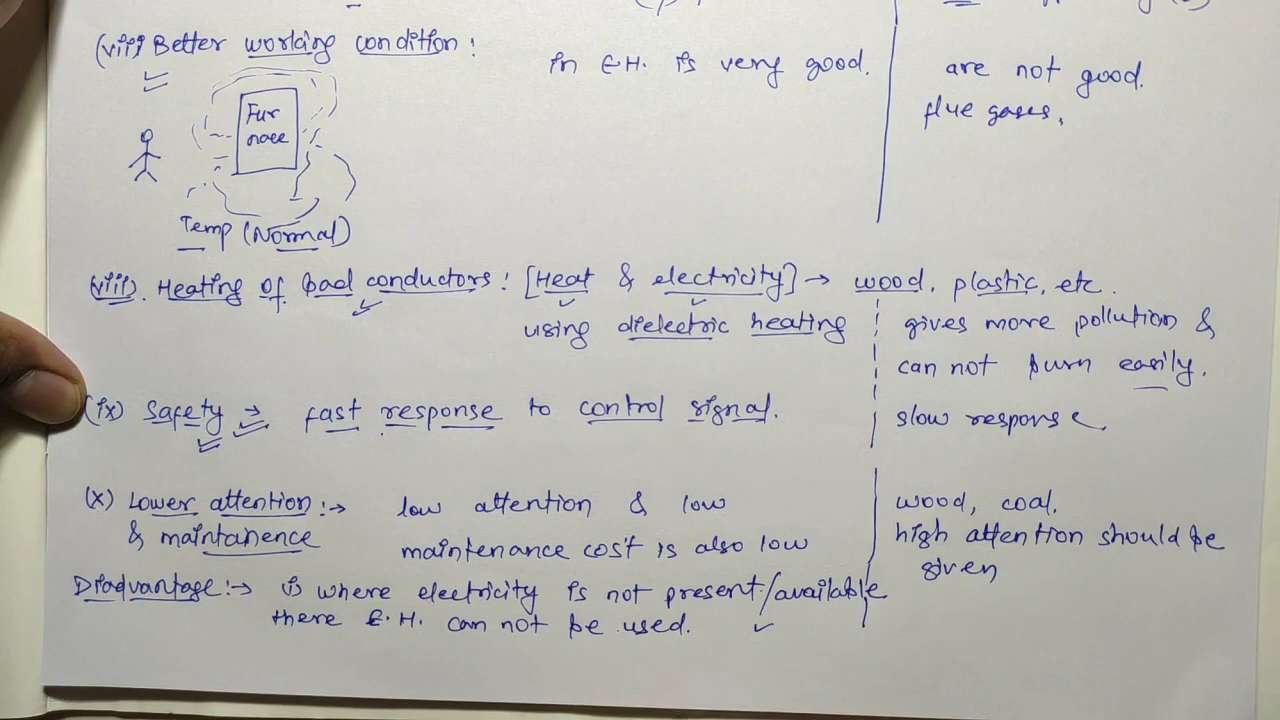 (vii) Better working condition :
in E.H. is very good.
are not good.
flue gases,
Fur
nace
Temp (Normal)
(viii). Heating of bad conductors : [Heat & electricity] → wood, plastic, etc.
using dielectric heating
gives more pollution &
can not burn easily.
(ix) Safety → fast response to control signal.
slow response.
(x) Lower attention :→ low attention & low
& maintanence maintenance cost is also low
wood, coal.
high attention should be
given
Disadvantage :→ i) where electricity is not present/available
there E.H. can not be used.